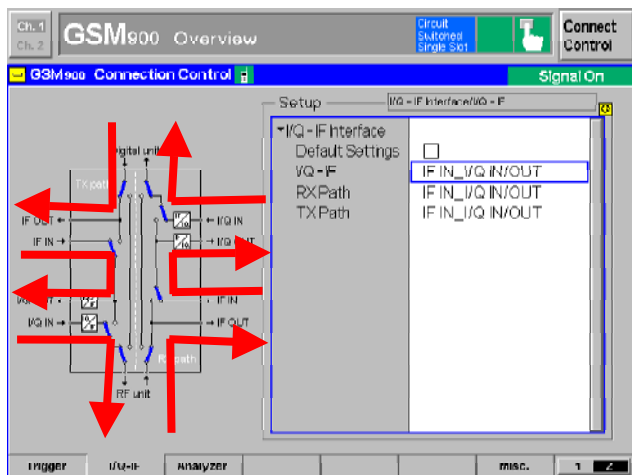 Ch. 1
Ch. 2
GSM900 Overview
Circuit
Switched
Single Slot
Connect
Control
GSM900 Connection Control
Signal On
Setup
I/Q - IF Interface/I/Q - IF
I/Q - IF Interface
Default Settings
I/Q - IF
IF IN_I/Q IN/OUT
RX Path
IF IN_I/Q IN/OUT
TX Path
IF IN_I/Q IN/OUT
Digital unit
TX path
IF OUT
I/Q IN
IF IN
I/Q OUT
IF IN
I/Q IN
IF OUT
RX path
RF unit
Trigger
I/Q-IF
Analyzer
misc.
1 2